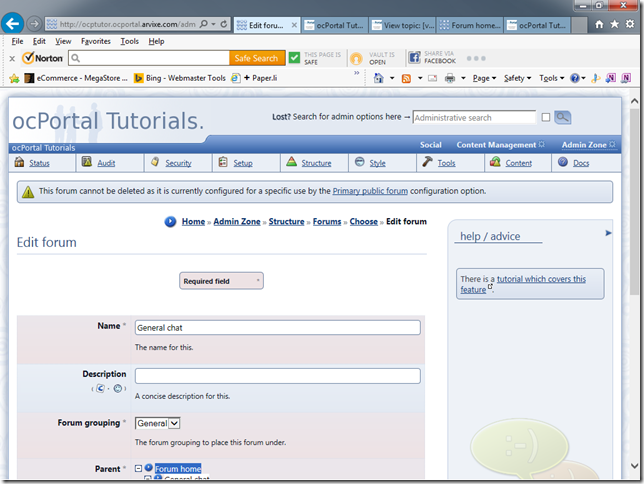 http://ocptutor.ocportal.arvixe.com/adm
Edit foru...
ocPortal Tut...
View topic: [v...
Forum home...
ocPortal Tut...
File Edit View Favorites Tools Help
Norton
Safe Search
THIS PAGE IS SAFE
VAULT IS OPEN
SHARE VIA FACEBOOK
eCommerce - MegaStore ...
Bing - Webmaster Tools
+ Paper.li
Page Safety Tools
ocPortal Tutorials.
Lost? Search for admin options here →
Administrative search
ocPortal Tutorials
Social Content Management Admin Zone
Status Audit Security Setup Structure Style Tools Content Docs
This forum cannot be deleted as it is currently configured for a specific use by the Primary public forum configuration option.
Home » Admin Zone » Structure » Forums » Choose » Edit forum
Edit forum
help / advice
Required field *
There is a tutorial which covers this
feature.
Name *
General chat
The name for this.
Description
A concise description for this.
Forum grouping *
General
The forum grouping to place this forum under.
Parent *
Forum home
General chat